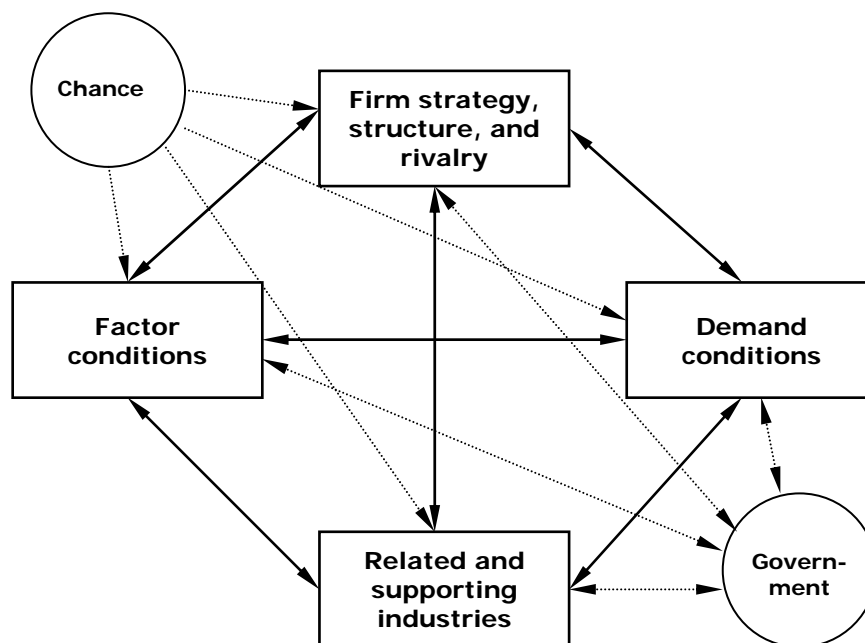 Chance
Firm strategy,
structure, and
rivalry
Factor
conditions
Demand
conditions
Related and
supporting
industries
Govern-
ment